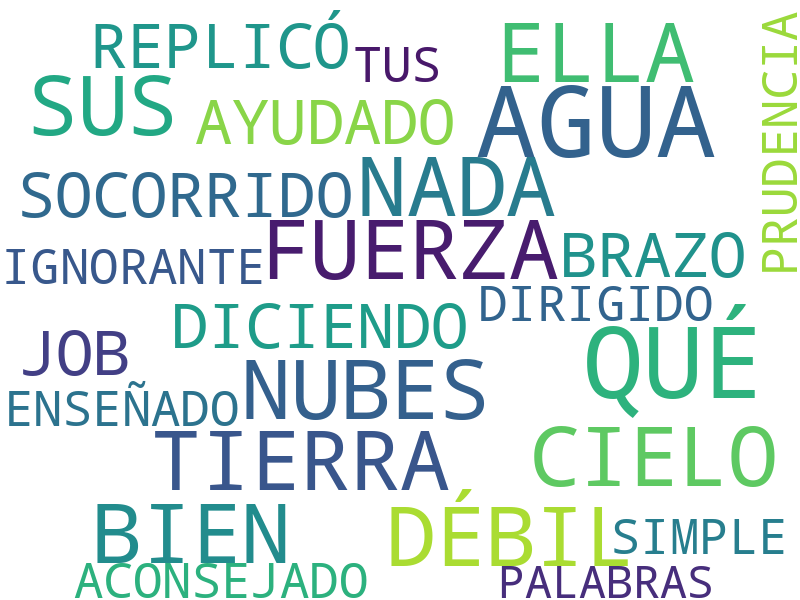 REPLICÓ
TUS
ELLA
PRUDENCIA
SUS
AYUDADO
AGUA
SOCORRIDO
NADA
IGNORANTE
FUERZA
BRAZO
DICIENDO
DIRIGIDO
JOB
QUÉ
ENSEÑADO
NUBES
TIERRA
CIELO
BIEN
DÉBIL
SIMPLE
ACONSEJADO
PALABRAS